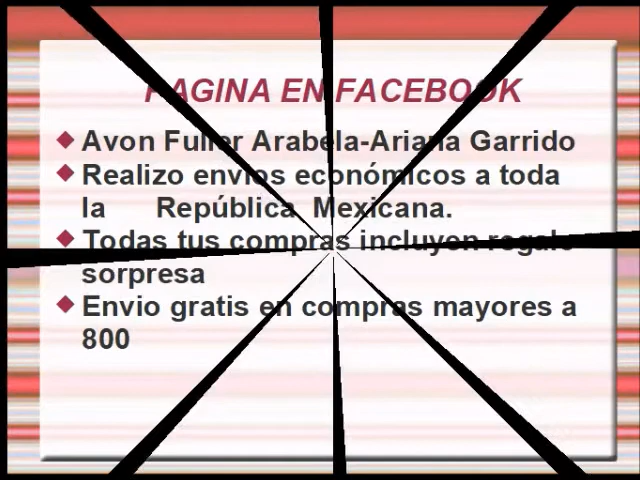 PAGINA EN FACEBOOK
Avon Fuller Arabela-Ariana Garrido
Realizo envios económicos a toda
la República Mexicana.
Todas tus compras incluyen regalo
sorpresa
Envio gratis en compras mayores a
800